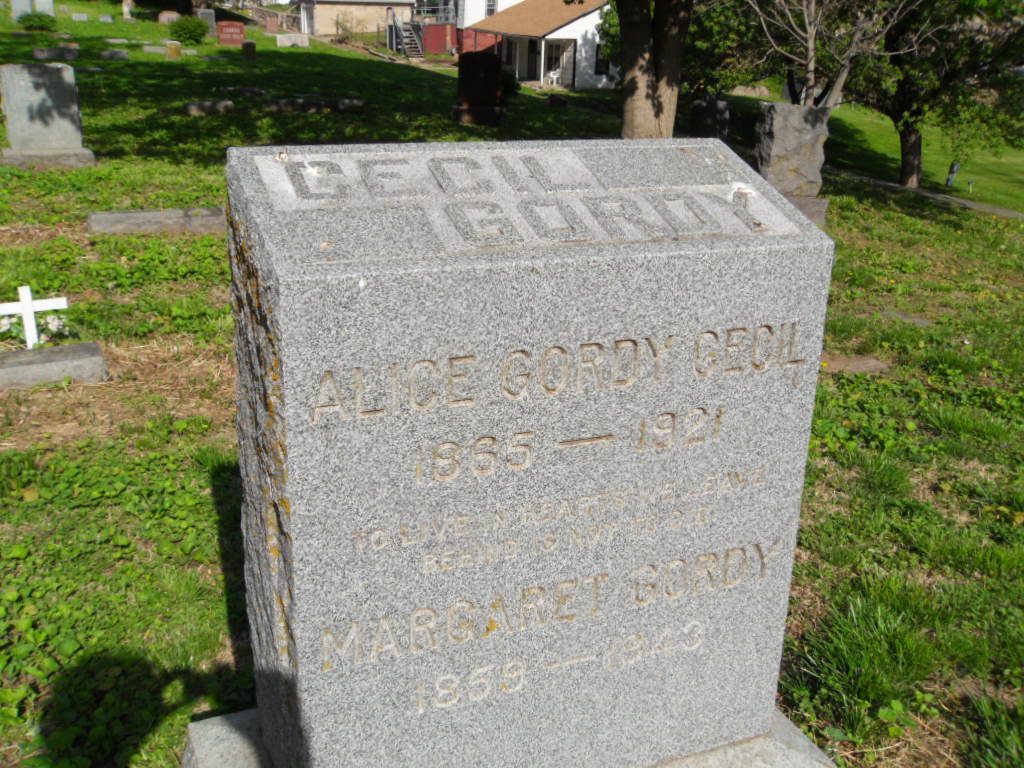 CECIL
GORDY
ALICE GORDY CECIL
1865 — 1921
TO LIVE IN HEARTS WE LEAVE
BEHIND IS NOT TO DIE
MARGARET GORDY
1859 — 1943